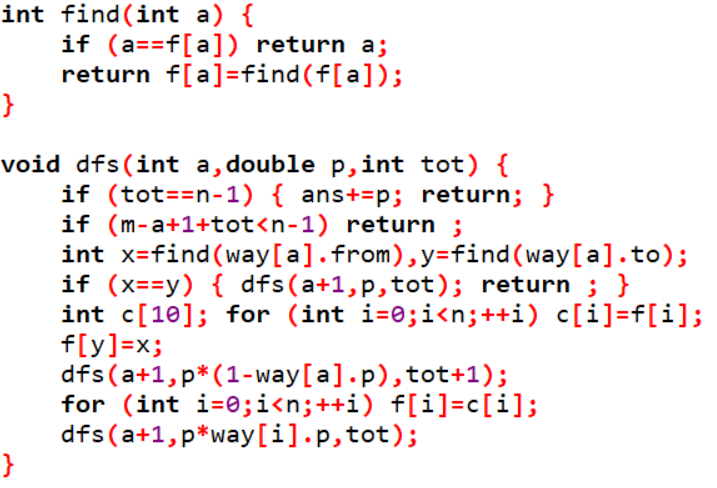 int find(int a) {
    if (a==f[a]) return a;
    return f[a]=find(f[a]);
}

void dfs(int a,double p,int tot) {
    if (tot==n-1) { ans+=p; return; }
    if (m-a+1+tot<n-1) return ;
    int x=find(way[a].from),y=find(way[a].to);
    if (x==y) { dfs(a+1,p,tot); return ; }
    int c[10]; for (int i=0;i<n;++i) c[i]=f[i];
    f[y]=x;
    dfs(a+1,p*(1-way[a].p),tot+1);
    for (int i=0;i<n;++i) f[i]=c[i];
    dfs(a+1,p*way[i].p,tot);
}